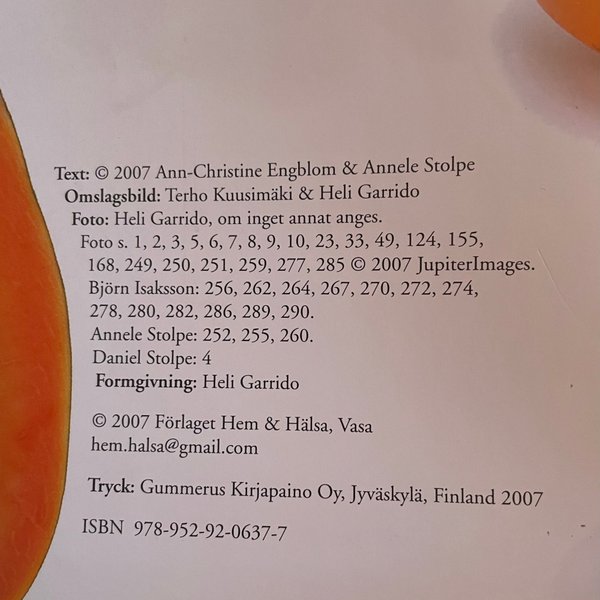 Text: © 2007 Ann-Christine Engblom & Annele Stolpe
Omslagsbild: Terho Kuusimäki & Heli Garrido
Foto: Heli Garrido, om inget annat anges.
Foto s. 1, 2, 3, 5, 6, 7, 8, 9, 10, 23, 33, 49, 124, 155,
168, 249, 250, 251, 259, 277, 285 © 2007 JupiterImages.
Björn Isaksson: 256, 262, 264, 267, 270, 272, 274,
278, 280, 282, 286, 289, 290.
Annele Stolpe: 252, 255, 260.
Daniel Stolpe: 4
Formgivning: Heli Garrido
© 2007 Förlaget Hem & Hälsa, Vasa
hem.halsa@gmail.com
Tryck: Gummerus Kirjapaino Oy, Jyväskylä, Finland 2007
ISBN 978-952-92-0637-7